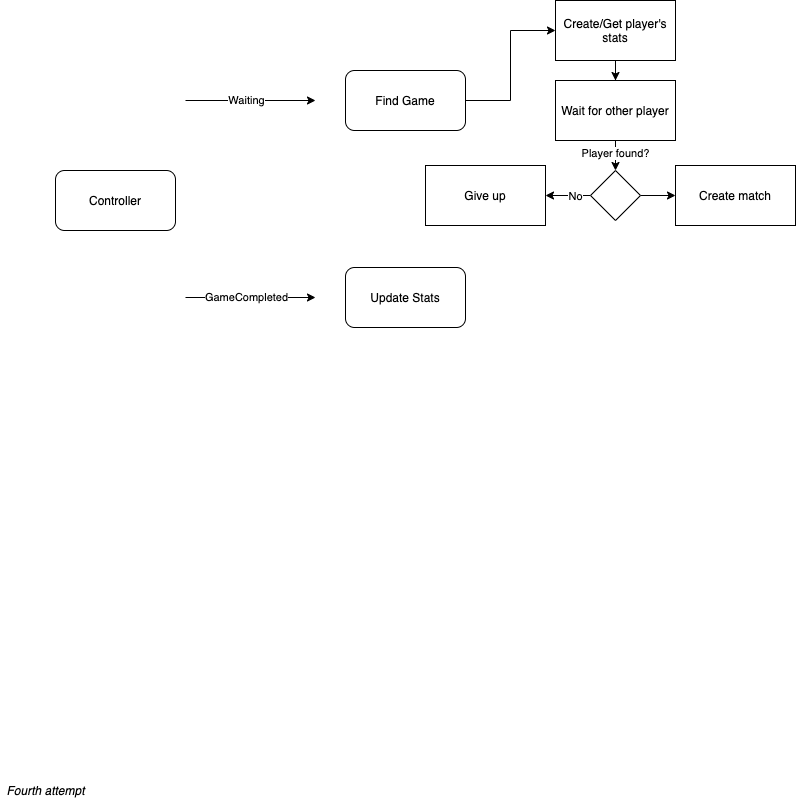 Create/Get player's
stats
Waiting
Find Game
Wait for other player
Player found?
Controller
Give up
No
Create match
GameCompleted
Update Stats
Fourth attempt